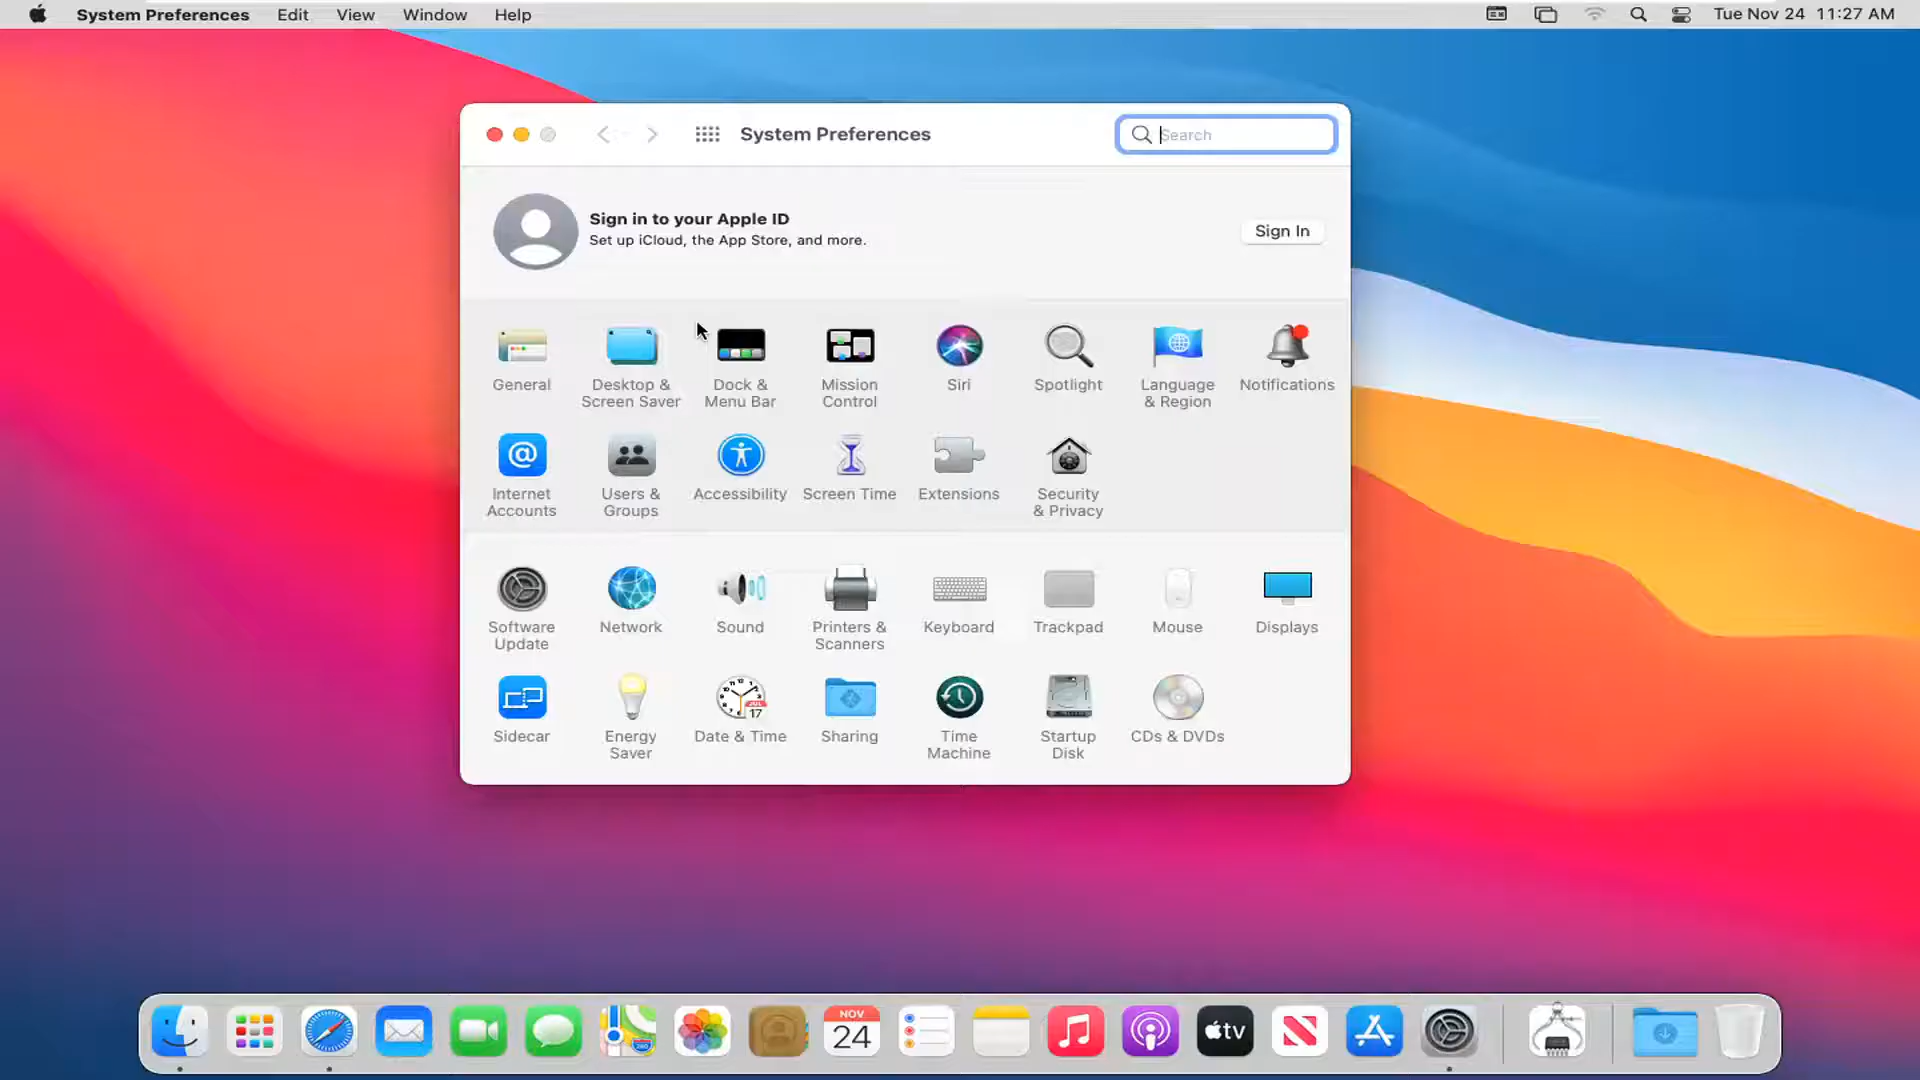 System Preferences Edit View Window Help Tue Nov 24 11:27 AM
System Preferences Search
Sign in to your Apple ID
Set up iCloud, the App Store, and more.
Sign In
General
Desktop &
Screen Saver
Dock &
Menu Bar
Mission
Control
Siri
Spotlight
Language
& Region
Notifications
Internet
Accounts
Users &
Groups
Accessibility
Screen Time
Extensions
Security
& Privacy
Software
Update
Network
Sound
Printers &
Scanners
Keyboard
Trackpad
Mouse
Displays
Sidecar
Energy
Saver
JUL
17
Date & Time
Sharing
Time
Machine
Startup
Disk
CDs & DVDs
NOV
24
tv